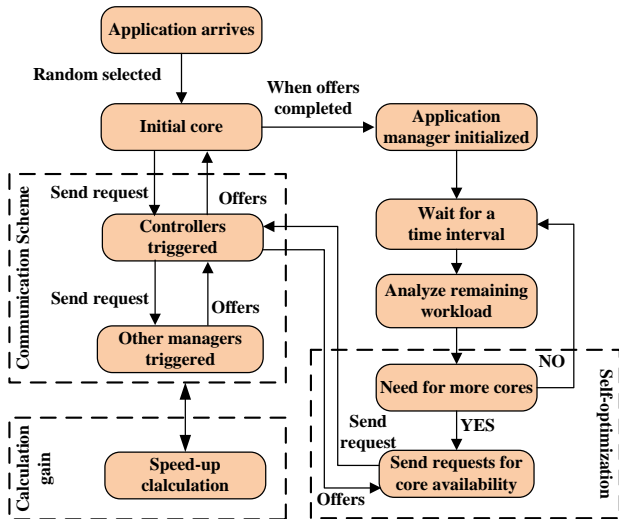 Application arrives
Random selected
When offers
completed
Initial core
Application
manager initialized
Send request
Offers
Communication Scheme
Controllers
triggered
Wait for a
time interval
Send request
Offers
Analyze remaining
workload
Other managers
triggered
NO
Need for more cores
Self-optimization
Send
request
YES
Calculation
gain
Speed-up
clalculation
Send requests for
core availability
Offers